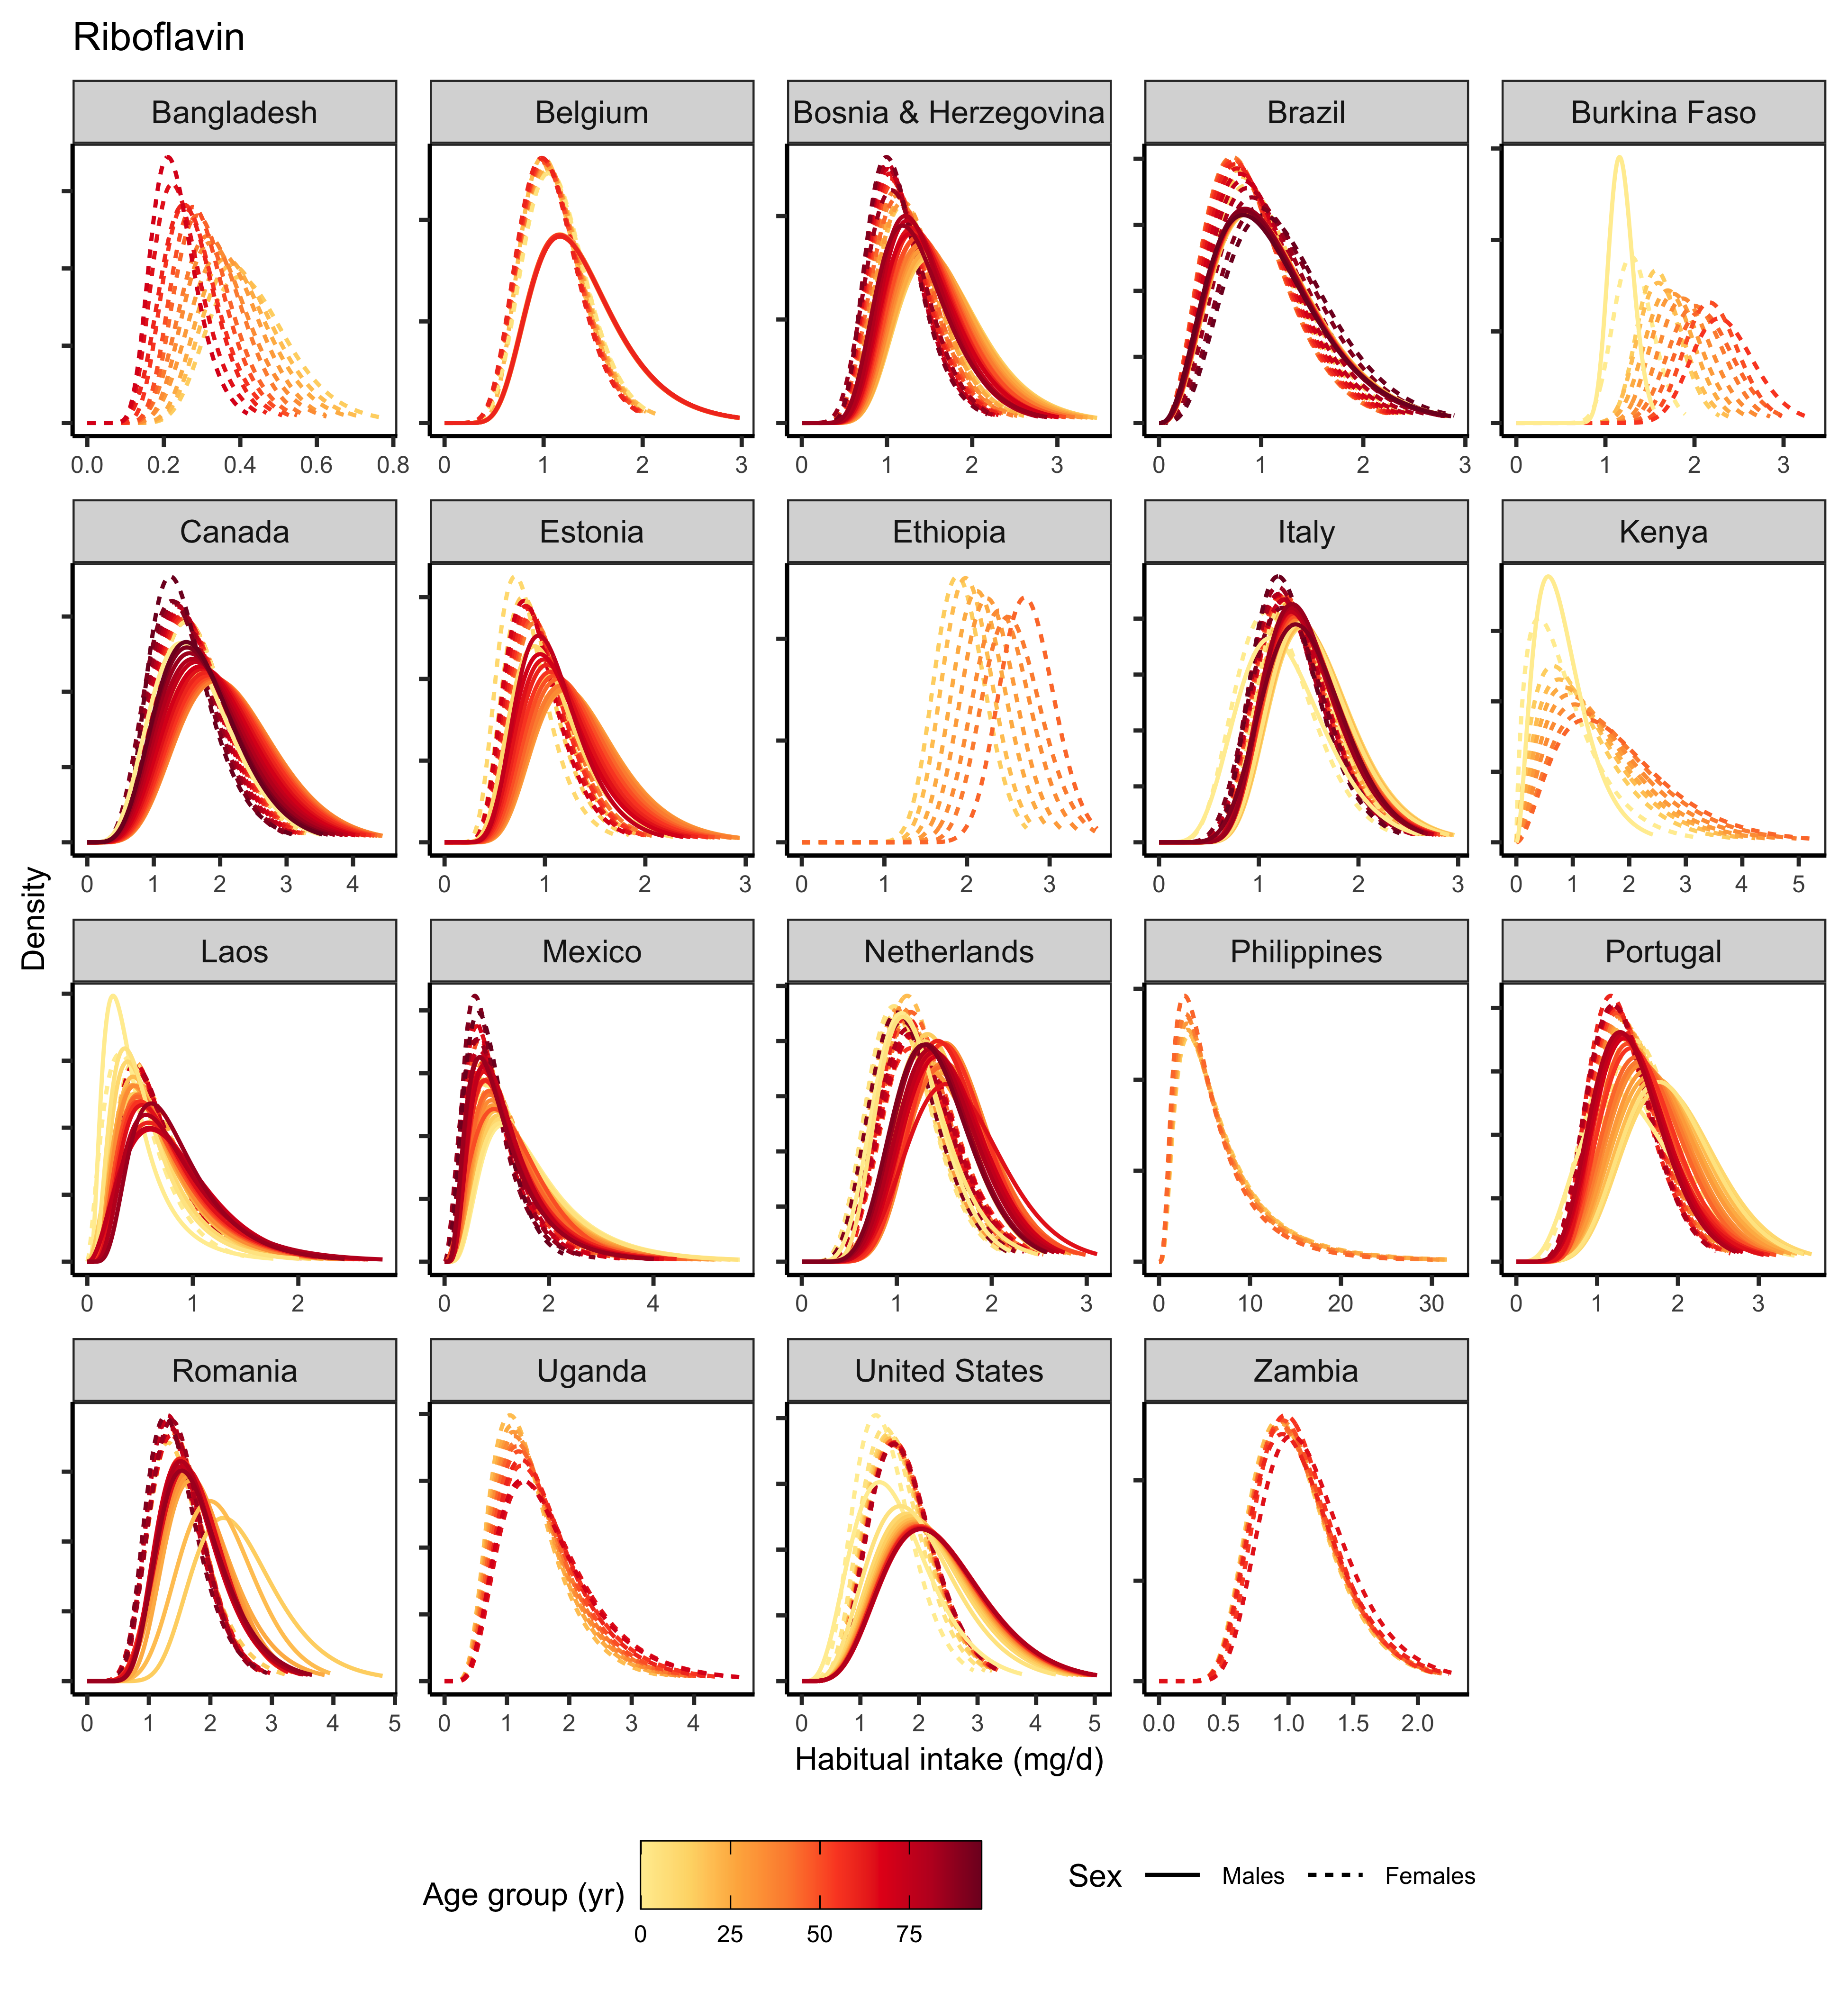 Riboflavin
Bangladesh Belgium Bosnia & Herzegovina Brazil Burkina Faso
0.0 0.2 0.4 0.6 0.8 0 1 2 3 0 1 2 3 0 1 2 3 0 1 2 3
Canada Estonia Ethiopia Italy Kenya
0 1 2 3 4 0 1 2 3 0 1 2 3 0 1 2 3 0 1 2 3 4 5
Density
Laos Mexico Netherlands Philippines Portugal
0 1 2 0 2 4 0 1 2 3 0 10 20 30 0 1 2 3
Romania Uganda United States Zambia
0 1 2 3 4 5 0 1 2 3 4 0 1 2 3 4 5 0.0 0.5 1.0 1.5 2.0
Habitual intake (mg/d)
Age group (yr)
0 25 50 75
Sex Males Females